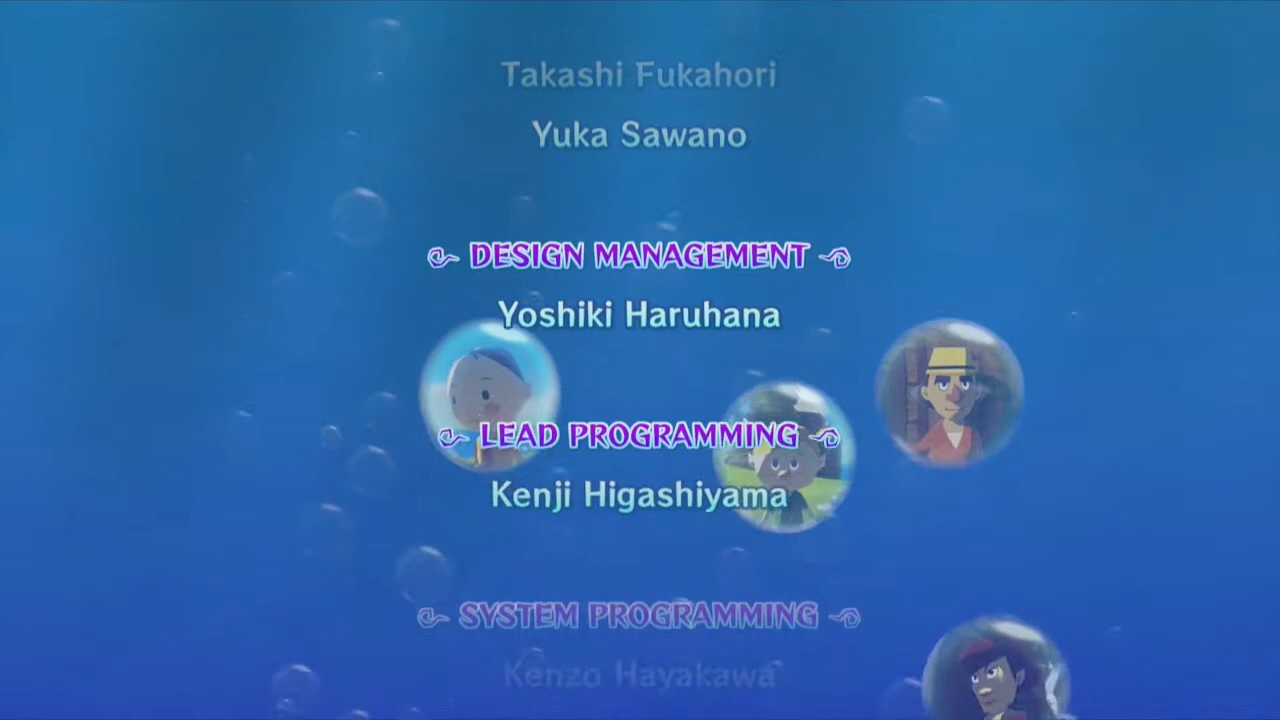 Takashi Fukahori
Yuka Sawano
DESIGN MANAGEMENT
Yoshiki Haruhana
LEAD PROGRAMMING
Kenji Higashiyama
SYSTEM PROGRAMMING
Kenzo Hayakawa